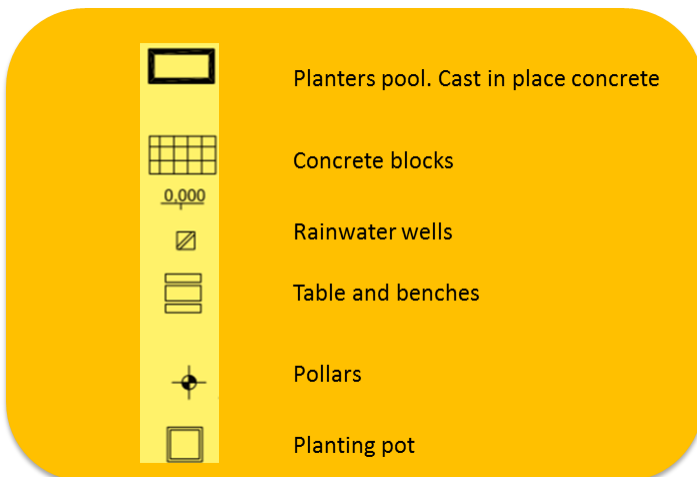 Planters pool. Cast in place concrete
Concrete blocks
0,000
Rainwater wells
Table and benches
Pollars
Planting pot